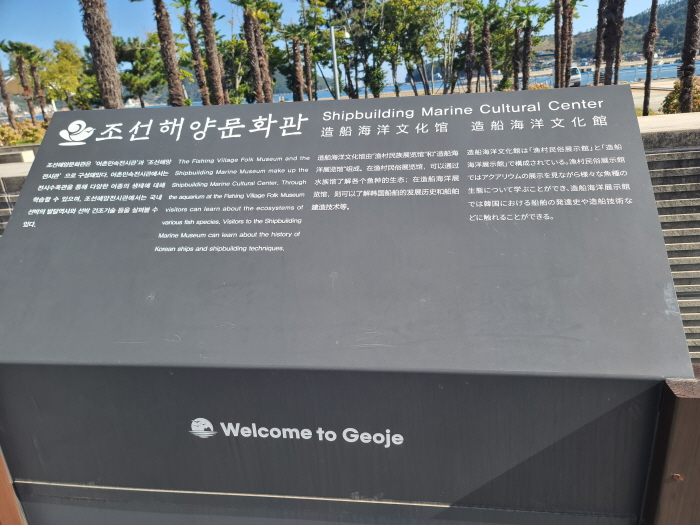 조선해양문화관
Shipbuilding Marine Cultural Center
造船海洋文化馆 造船海洋文化館
조선해양문화관은 '어촌민속전시관'과 '조선해양
전시관' 으로 구성돼있다. 어촌민속전시관에서는
전시수족관을 통해 다양한 어종의 생태에 대해
학습할 수 있으며, 조선해양전시관에서는 국내
선박의 발달역사와 선박 건조기술 등을 살펴볼 수
있다.
The Fishing Village Folk Museum and the
Shipbuilding Marine Museum make up the
Shipbuilding Marine Cultural Center. Through
the aquarium at the Fishing Village Folk Museum
visitors can learn about the ecosystems of
various fish species. Visitors to the Shipbuilding
Marine Museum can learn about the history of
Korean ships and shipbuilding techniques.
造船海洋文化馆由"渔村民族展览馆"和"造船海
洋展览馆"组成。在渔村民俗展览馆，可以通过
水族馆了解各个鱼种的生态；在造船海洋展
览馆，则可以了解韩国船舶的发展历史和船舶
建造技术等。
造船海洋文化館は「漁村民俗展示館」と「造船
海洋展示館」で構成されている。漁村民俗展示館
ではアクアリウムの展示を見ながら様々な魚種の
生態について学ぶことができ、造船海洋展示館
では韓国における船舶の発達史や造船技術な
どに触れることができる。
Welcome to Geoje